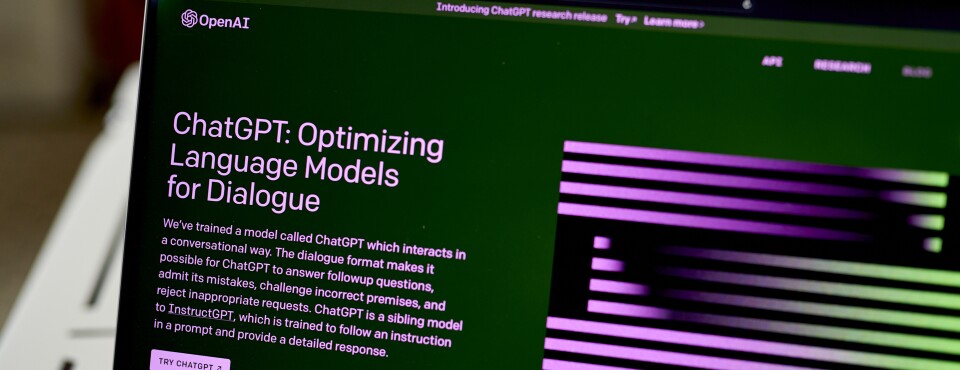 Introducing ChatGPT research release Try↗ Learn more›
OpenAI
API RESEARCH BLOG
ChatGPT: Optimizing
Language Models
for Dialogue
We've trained a model called ChatGPT which interacts in
a conversational way. The dialogue format makes it
possible for ChatGPT to answer followup questions,
admit its mistakes, challenge incorrect premises, and
reject inappropriate requests. ChatGPT is a sibling model
to InstructGPT, which is trained to follow an instruction
in a prompt and provide a detailed response.
TRY CHATGPT ↗